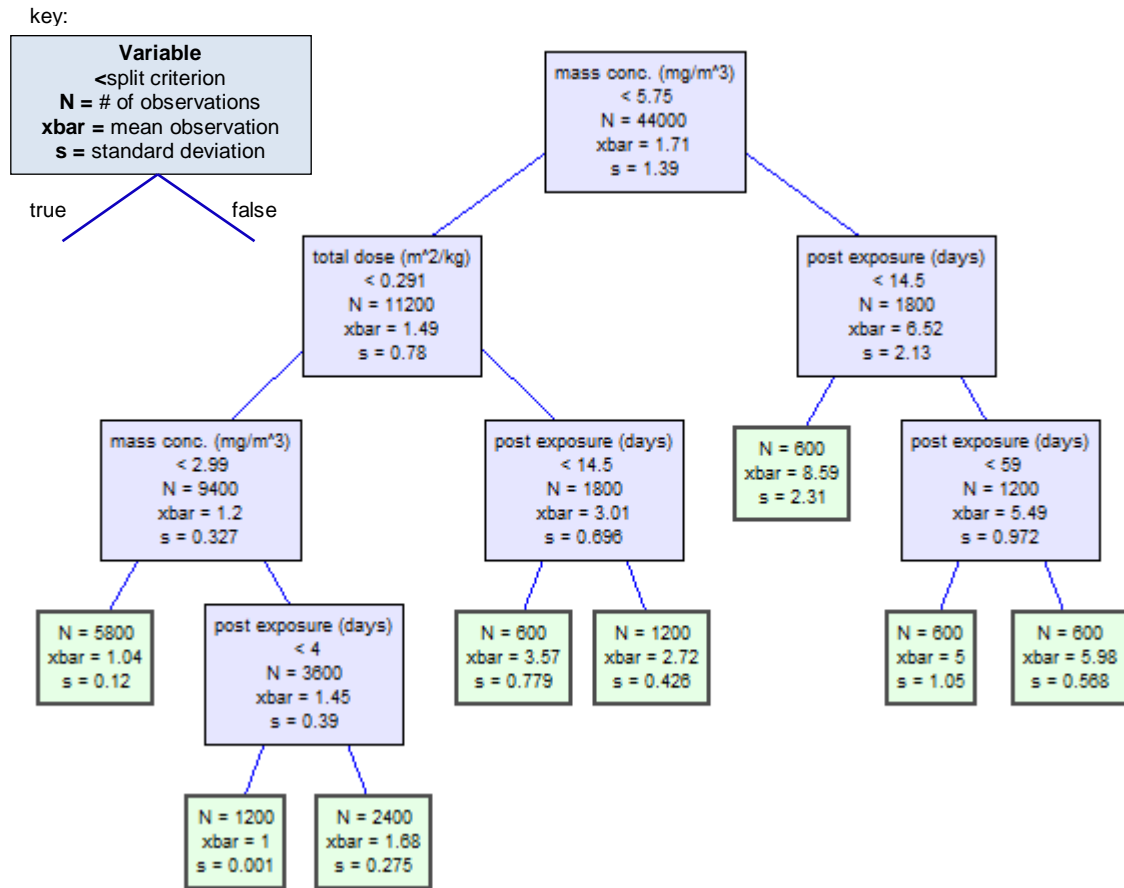 key:
Variable
<split criterion
N = # of observations
xbar = mean observation
s = standard deviation
true
false
mass conc. (mg/m^3)
< 5.75
N = 44000
xbar = 1.71
s = 1.39
total dose (m^2/kg)
< 0.291
N = 11200
xbar = 1.49
s = 0.78
post exposure (days)
< 14.5
N = 1800
xbar = 6.52
s = 2.13
mass conc. (mg/m^3)
< 2.99
N = 9400
xbar = 1.2
s = 0.327
post exposure (days)
< 14.5
N = 1800
xbar = 3.01
s = 0.696
N = 600
xbar = 8.59
s = 2.31
post exposure (days)
< 59
N = 1200
xbar = 5.49
s = 0.972
N = 5800
xbar = 1.04
s = 0.12
post exposure (days)
< 4
N = 3600
xbar = 1.45
s = 0.39
N = 600
xbar = 3.57
s = 0.779
N = 1200
xbar = 2.72
s = 0.426
N = 600
xbar = 5
s = 1.05
N = 600
xbar = 5.98
s = 0.568
N = 1200
xbar = 1
s = 0.001
N = 2400
xbar = 1.68
s = 0.275